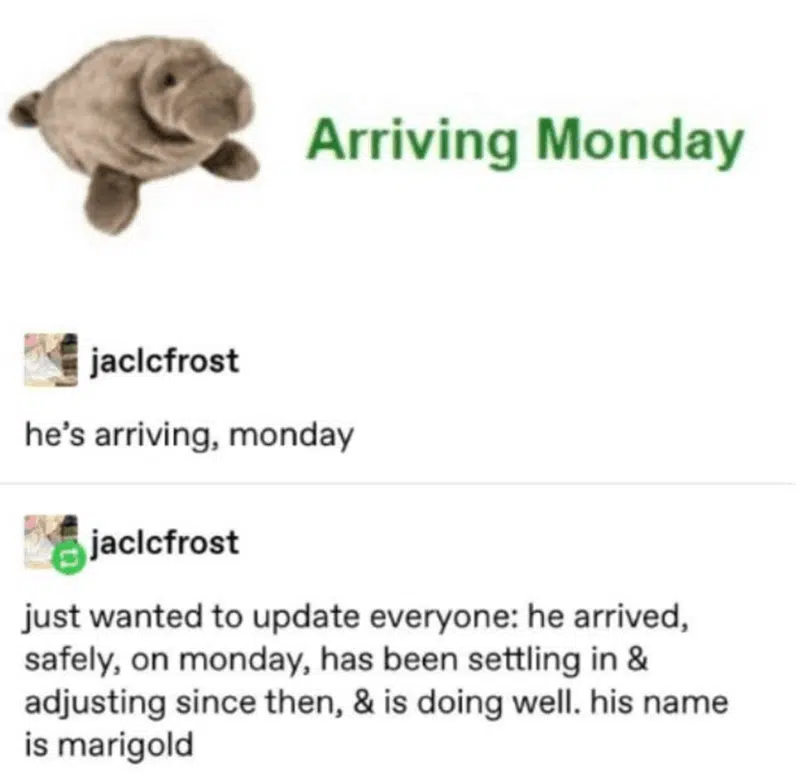 Arriving Monday
jaclcfrost
he's arriving, monday
jaclcfrost
just wanted to update everyone: he arrived,
safely, on monday, has been settling in &
adjusting since then, & is doing well. his name
is marigold